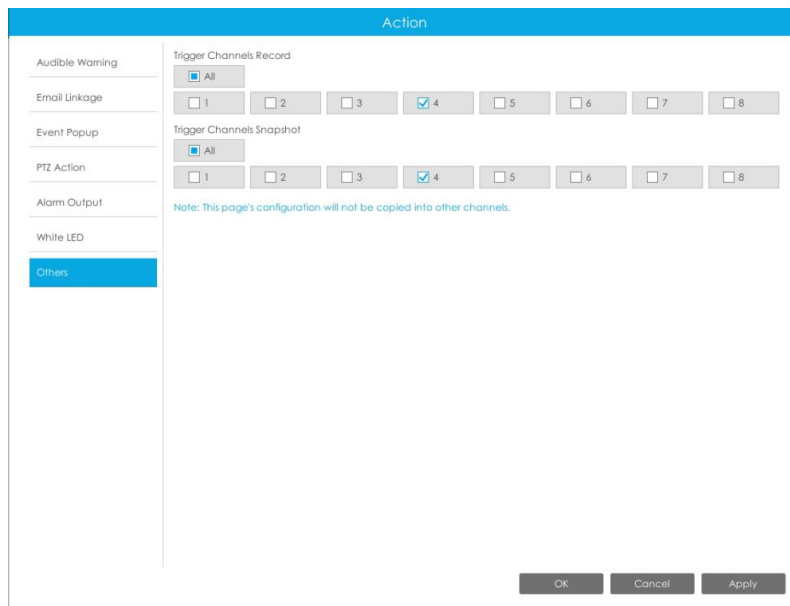 Action
Audible Warning
Email Linkage
Event Popup
PTZ Action
Alarm Output
White LED
Others
Trigger Channels Record
All
1 2 3 4 5 6 7 8
Trigger Channels Snapshot
All
1 2 3 4 5 6 7 8
Note: This page's configuration will not be copied into other channels.
OK Cancel Apply